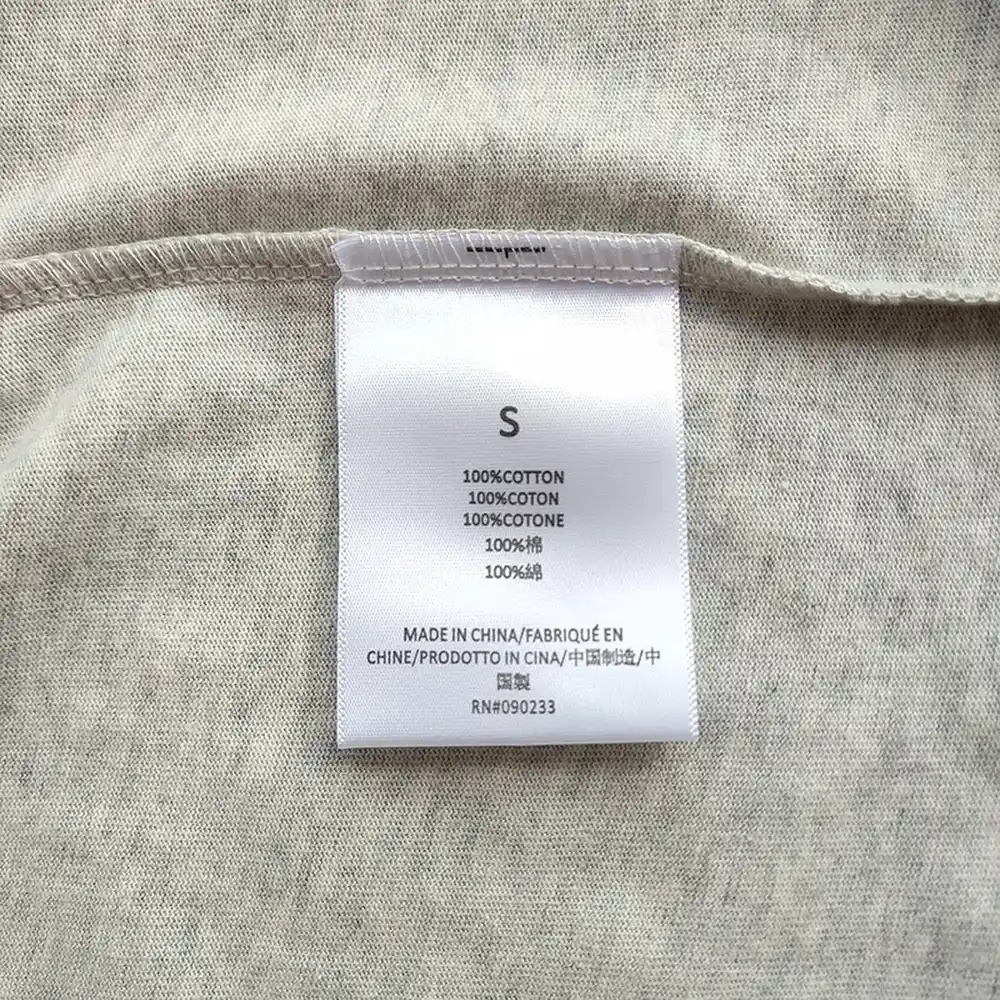 S
100%COTTON
100%COTON
100%COTONE
100%棉
100%綿
MADE IN CHINA/FABRIQUÉ EN
CHINE/PRODOTTO IN CINA/中国制造/中
国製
RN#090233